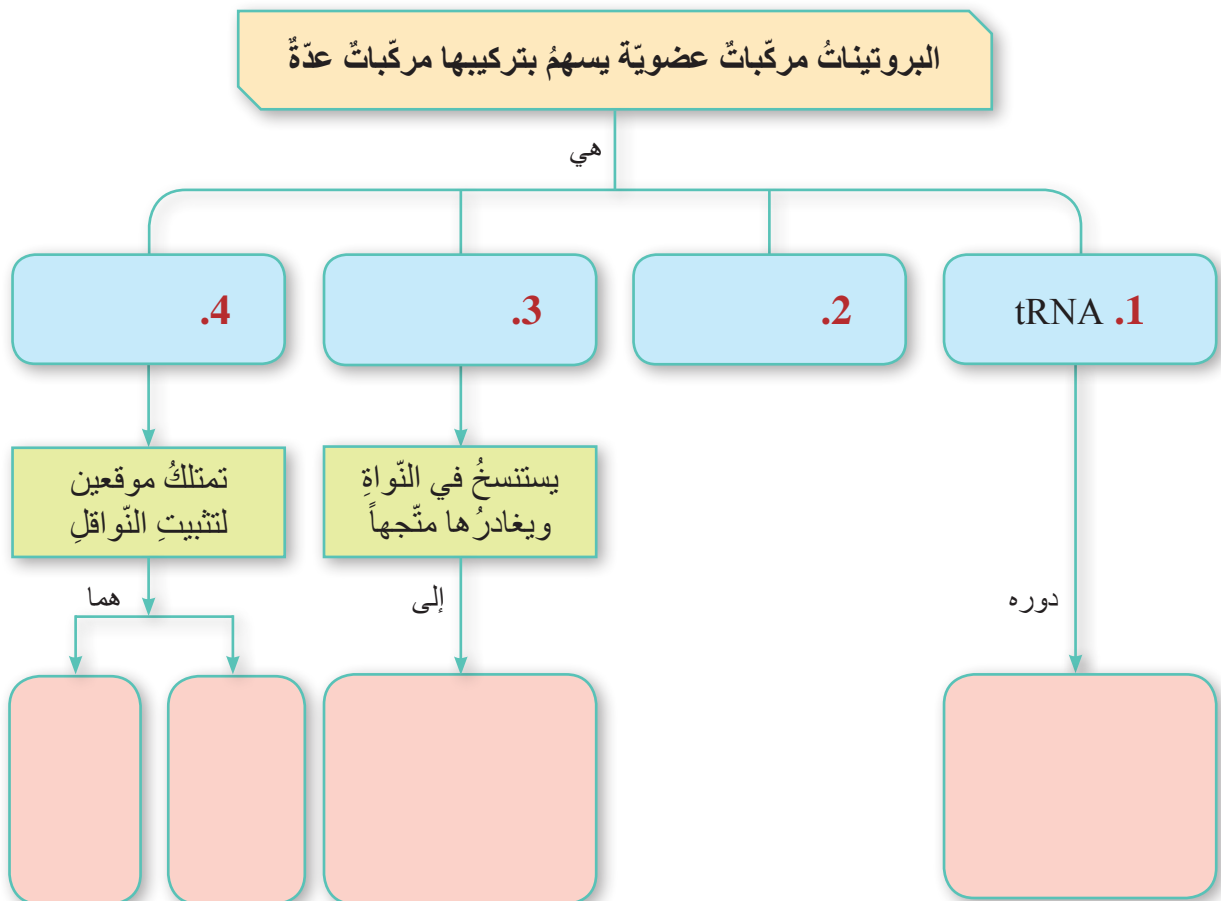 البروتيناتُ مركّباتٌ عضويّة يسهمُ بتركيبها مركّباتٌ عدّةٌ
هي
1. tRNA
2.
3.
4.
يستنسخُ في النّواةِ
ويغادرُها متّجهاً
تمتلكُ موقعين
لتثبيتِ النّواقلِ
دوره
إلى
هما